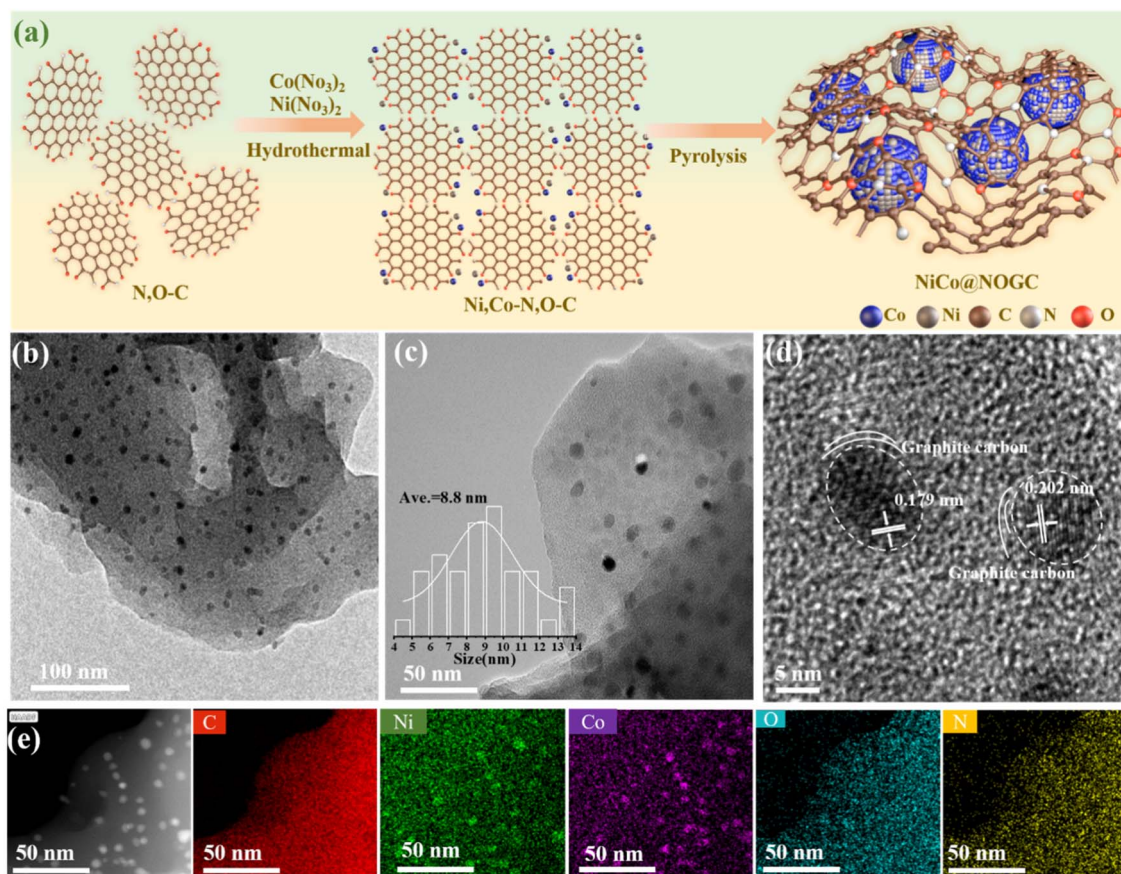 (a)
Co(No₃)₂
Ni(No₃)₂
Hydrothermal
Pyrolysis
N,O-C
Ni,Co-N,O-C
NiCo@NOGC
Co Ni C N O
(b)
100 nm
(c)
Ave.=8.8 nm
4 5 6 7 8 9 10 11 12 13 14
Size(nm)
50 nm
(d)
Graphite carbon
0.179 nm
0.202 nm
Graphite carbon
5 nm
(e)
50 nm
C
50 nm
Ni
50 nm
Co
50 nm
O
50 nm
N
50 nm